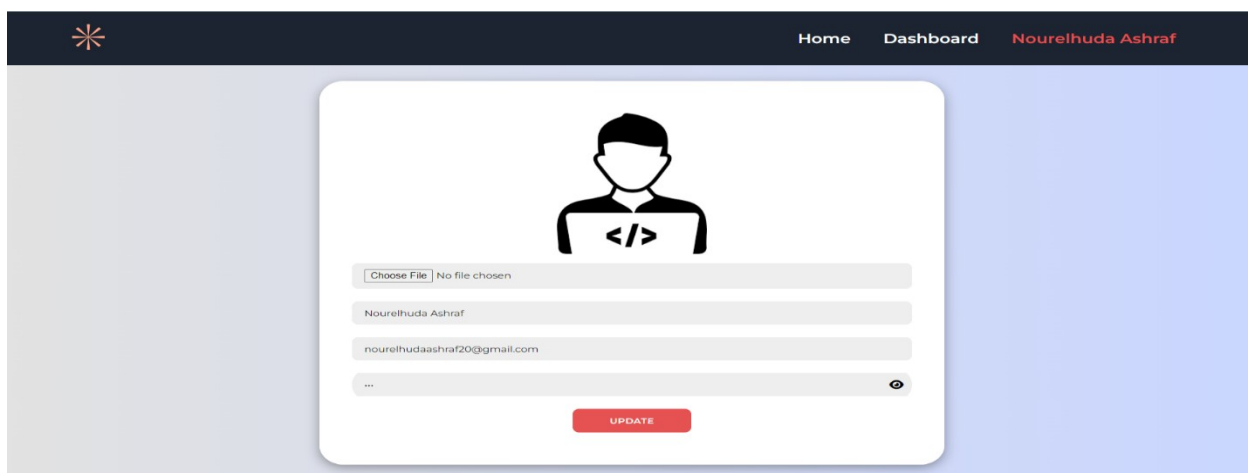 Home Dashboard Nourelhuda Ashraf
</>
Choose File No file chosen
Nourelhuda Ashraf
nourelhudaashraf20@gmail.com
...
UPDATE